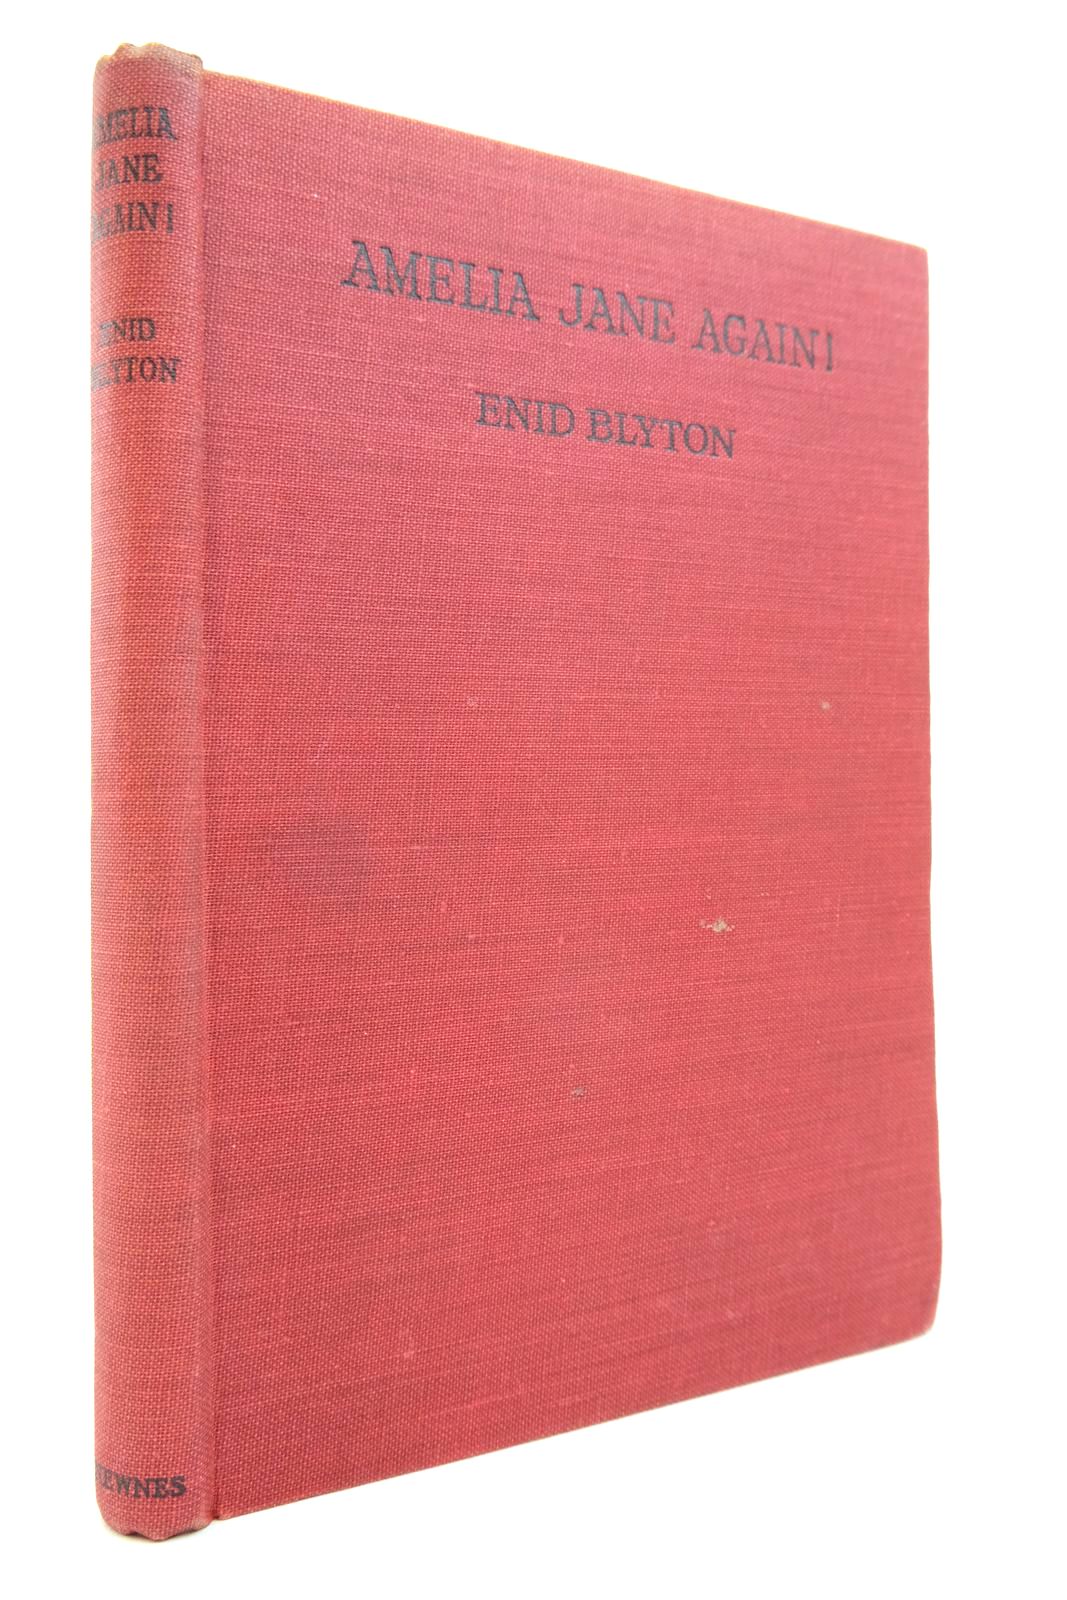 AMELIA
JANE
AGAIN!
ENID
BLYTON
NEWNES
AMELIA JANE AGAIN!
ENID BLYTON